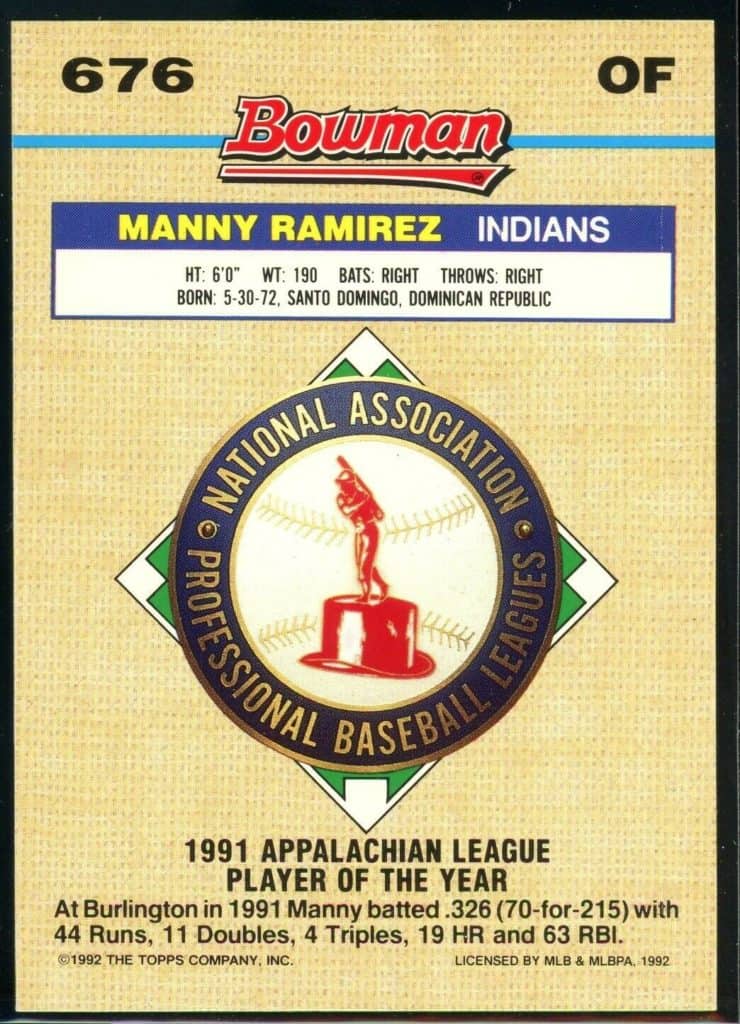 676 OF
Bowman
MANNY RAMIREZ INDIANS
HT: 6'0" WT: 190 BATS: RIGHT THROWS: RIGHT
BORN: 5-30-72, SANTO DOMINGO, DOMINICAN REPUBLIC
NATIONAL ASSOCIATION
PROFESSIONAL BASEBALL LEAGUES
1991 APPALACHIAN LEAGUE
PLAYER OF THE YEAR
At Burlington in 1991 Manny batted .326 (70-for-215) with
44 Runs, 11 Doubles, 4 Triples, 19 HR and 63 RBI.
©1992 THE TOPPS COMPANY, INC. LICENSED BY MLB & MLBPA, 1992